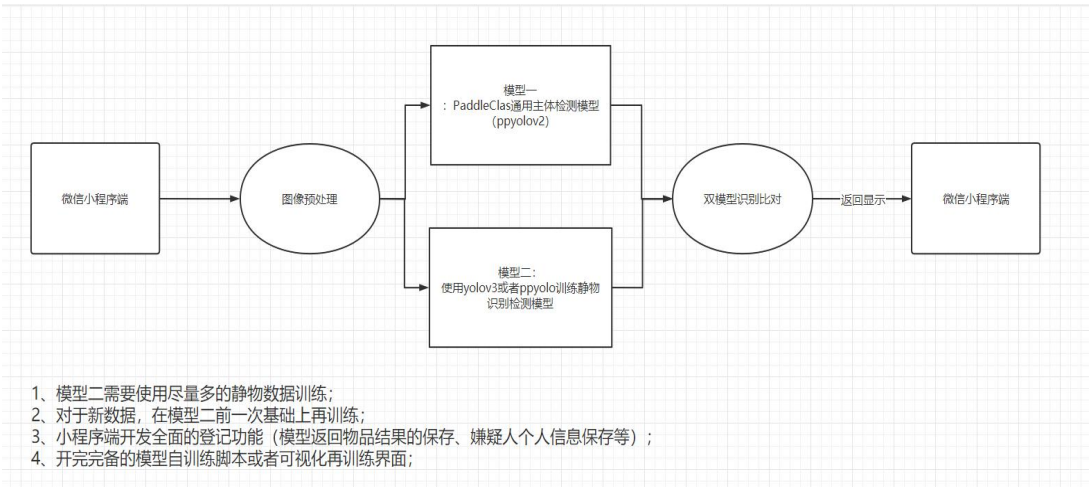 微信小程序端
图像预处理
模型一
：PaddleClas通用主体检测模型
（ppyolov2）
模型二：
使用yolov3或者ppyolo训练静物
识别检测模型
双模型识别比对
返回显示
微信小程序端
1、模型二需要使用尽量多的静物数据训练；
2、对于新数据，在模型二前一次基础上再训练；
3、小程序端开发全面的登记功能（模型返回物品结果的保存、嫌疑人个人信息保存等）；
4、开完完备的模型自训练脚本或者可视化再训练界面；